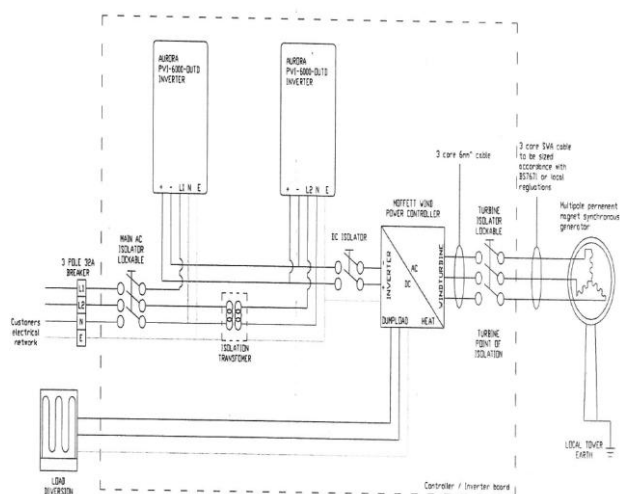 AURORA
PVI-6000-OUTD
INVERTER
AURORA
PVI-6000-OUTD
INVERTER
+ - L1 N E
+ - L2 N E
3 core 6mm² cable
3 core SWA cable
to be sized
accordance with
BS7671 or local
regulations
Multipole permenent
magnet synchronous
generator
MOFFETT WIND
POWER CONTROLLER
TURBINE
ISOLATOR
LOCKABLE
DC ISOLATOR
MAIN AC
ISOLATOR
LOCKABLE
3 POLE 32A
BREAKER
L1
L2
N
E
Customers
electrical
network
INVERTER
- +
AC
DC
WINDTURBINE
DUMPLOAD HEAT
ISOLATION
TRANSFOMER
TURBINE
POINT OF
ISOLATION
LOCAL TOWER
EARTH
LOAD
DIVERSION
Controller / Inverter board